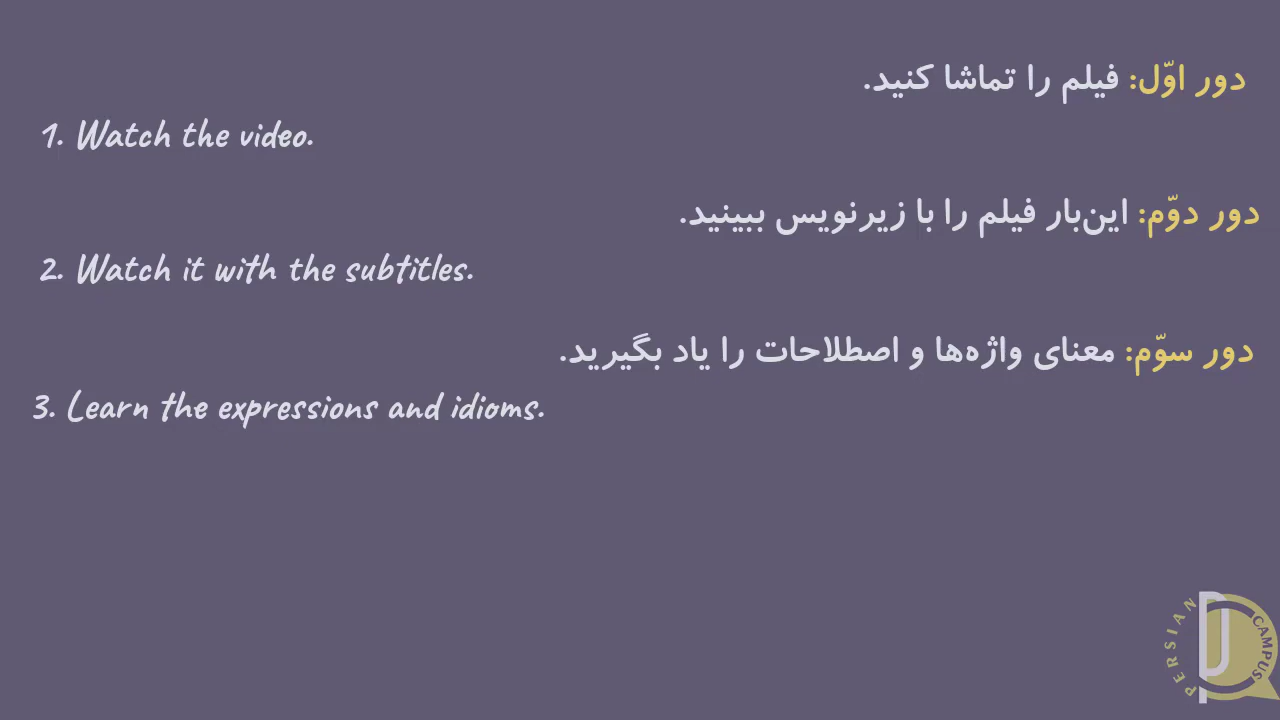 دور اوّل: فیلم را تماشا کنید.
1. Watch the video.
دور دوّم: این‌بار فیلم را با زیرنویس ببینید.
2. Watch it with the subtitles.
دور سوّم: معنای واژه‌ها و اصطلاحات را یاد بگیرید.
3. Learn the expressions and idioms.
PERSIAN
CAMPUS